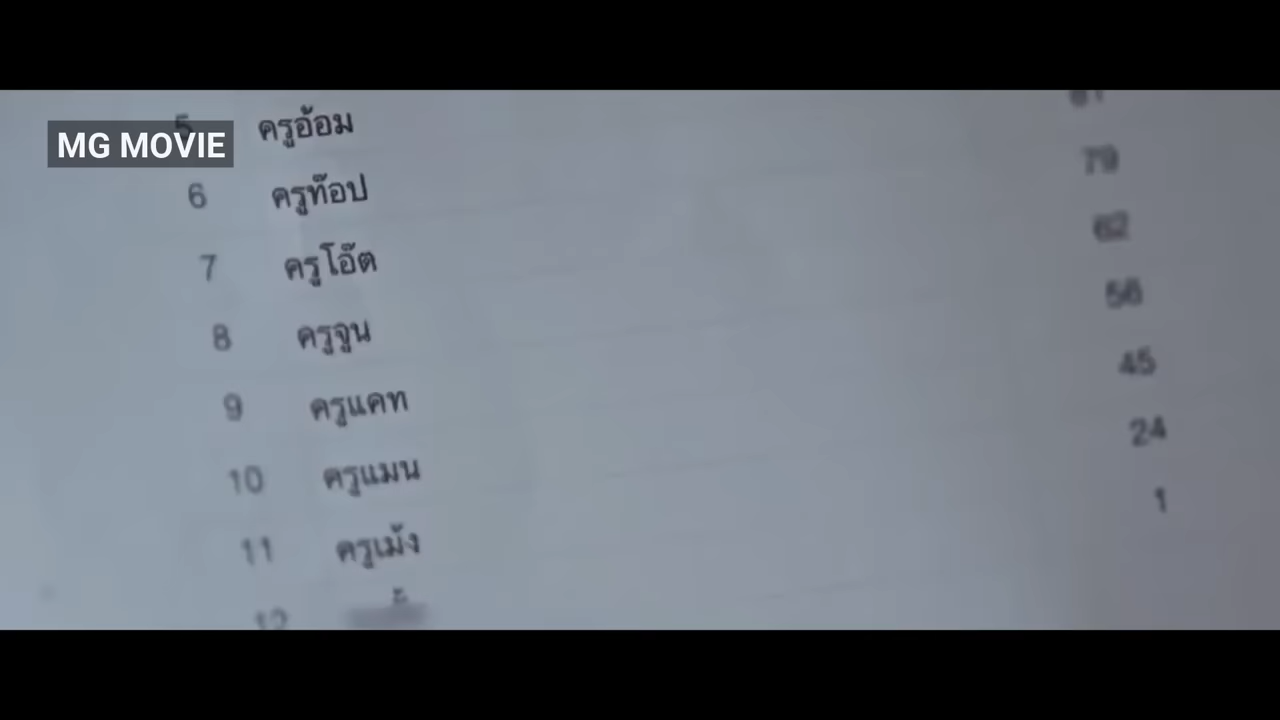 MG MOVIE
5 ครูอ้อม 81
6 ครูท๊อป 79
7 ครูโอ๊ต 62
8 ครูจูน 56
9 ครูแคท 45
10 ครูแมน 24
11 ครูเม้ง 1
12